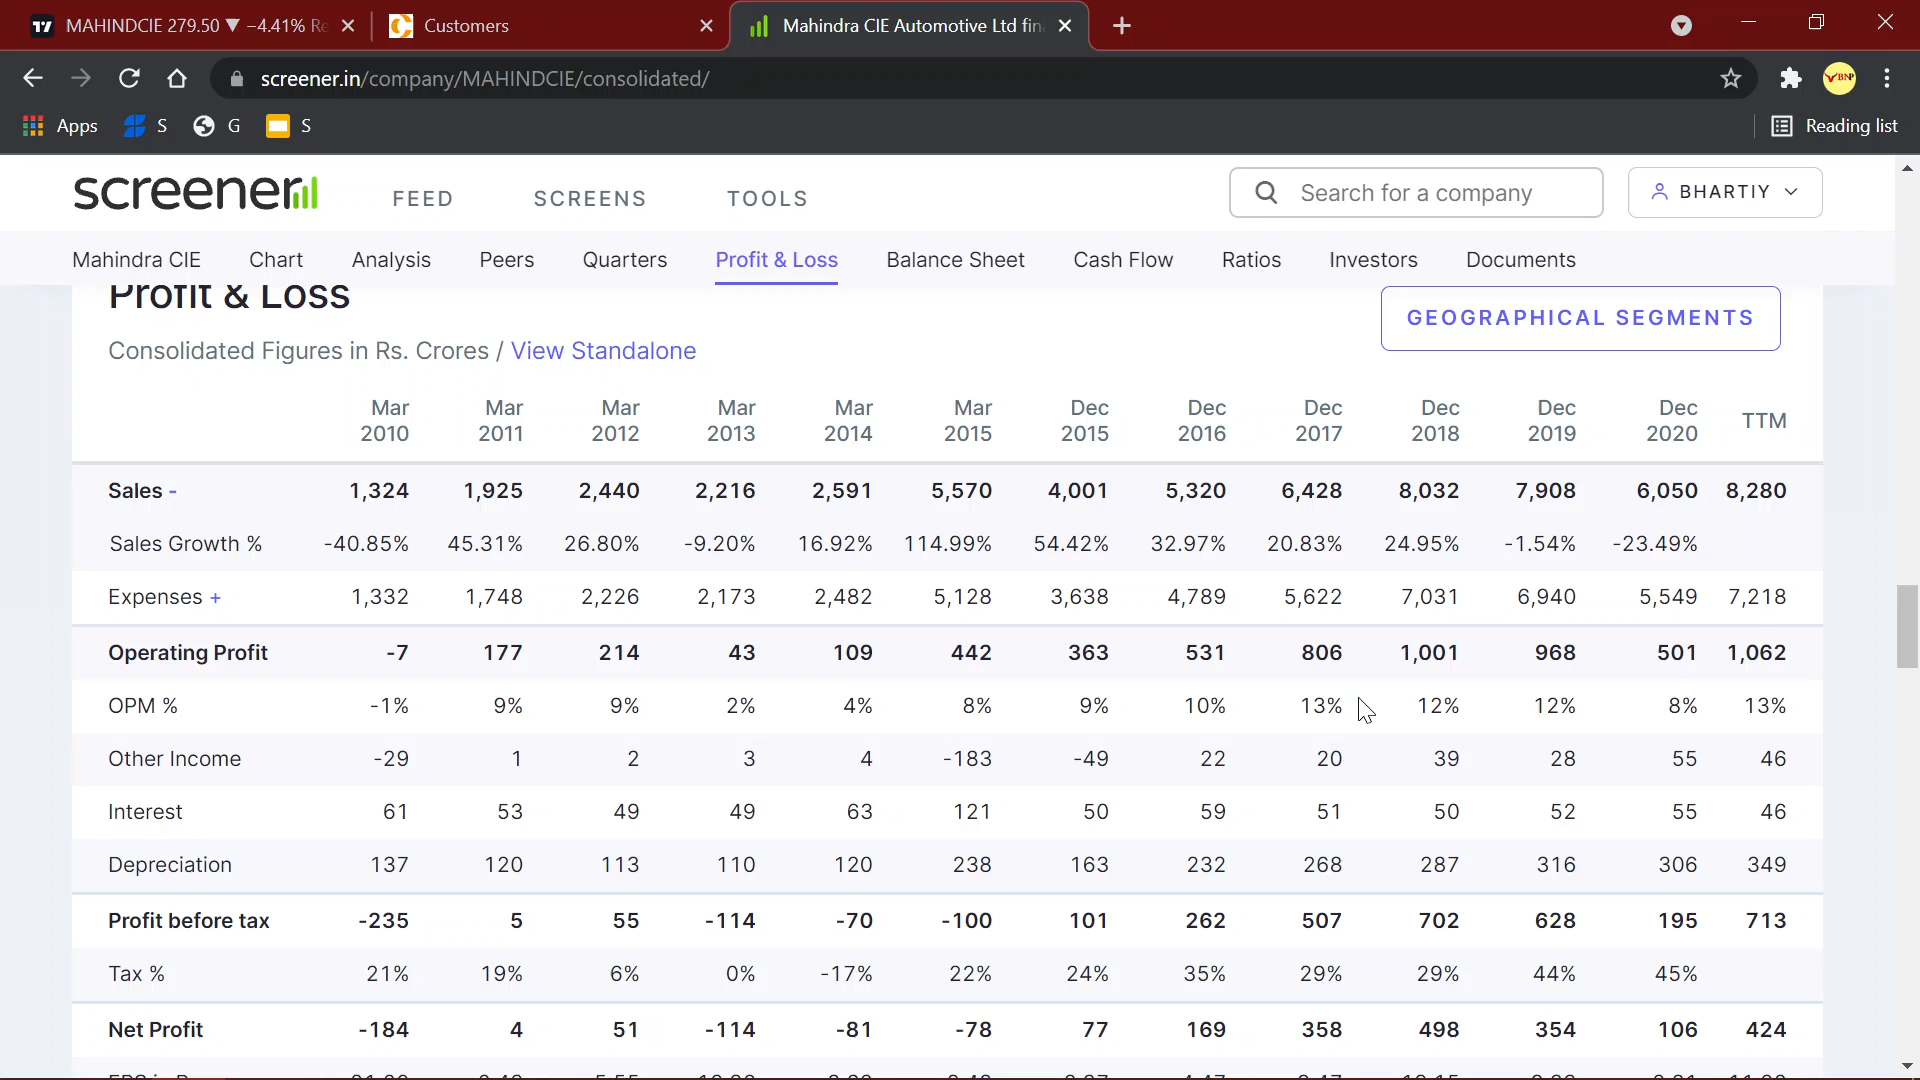 MAHINDCIE 279.50 ▼ −4.41% Re
Customers
Mahindra CIE Automotive Ltd fin
screener.in/company/MAHINDCIE/consolidated/
Apps S G S Reading list
screener FEED SCREENS TOOLS Search for a company BHARTIY
Mahindra CIE Chart Analysis Peers Quarters Profit & Loss Balance Sheet Cash Flow Ratios Investors Documents
Profit & Loss
GEOGRAPHICAL SEGMENTS
Consolidated Figures in Rs. Crores / View Standalone
Mar Mar Mar Mar Mar Mar Dec Dec Dec Dec Dec Dec TTM
2010 2011 2012 2013 2014 2015 2015 2016 2017 2018 2019 2020
Sales - 1,324 1,925 2,440 2,216 2,591 5,570 4,001 5,320 6,428 8,032 7,908 6,050 8,280
Sales Growth % -40.85% 45.31% 26.80% -9.20% 16.92% 114.99% 54.42% 32.97% 20.83% 24.95% -1.54% -23.49%
Expenses + 1,332 1,748 2,226 2,173 2,482 5,128 3,638 4,789 5,622 7,031 6,940 5,549 7,218
Operating Profit -7 177 214 43 109 442 363 531 806 1,001 968 501 1,062
OPM % -1% 9% 9% 2% 4% 8% 9% 10% 13% 12% 12% 8% 13%
Other Income -29 1 2 3 4 -183 -49 22 20 39 28 55 46
Interest 61 53 49 49 63 121 50 59 51 50 52 55 46
Depreciation 137 120 113 110 120 238 163 232 268 287 316 306 349
Profit before tax -235 5 55 -114 -70 -100 101 262 507 702 628 195 713
Tax % 21% 19% 6% 0% -17% 22% 24% 35% 29% 29% 44% 45%
Net Profit -184 4 51 -114 -81 -78 77 169 358 498 354 106 424